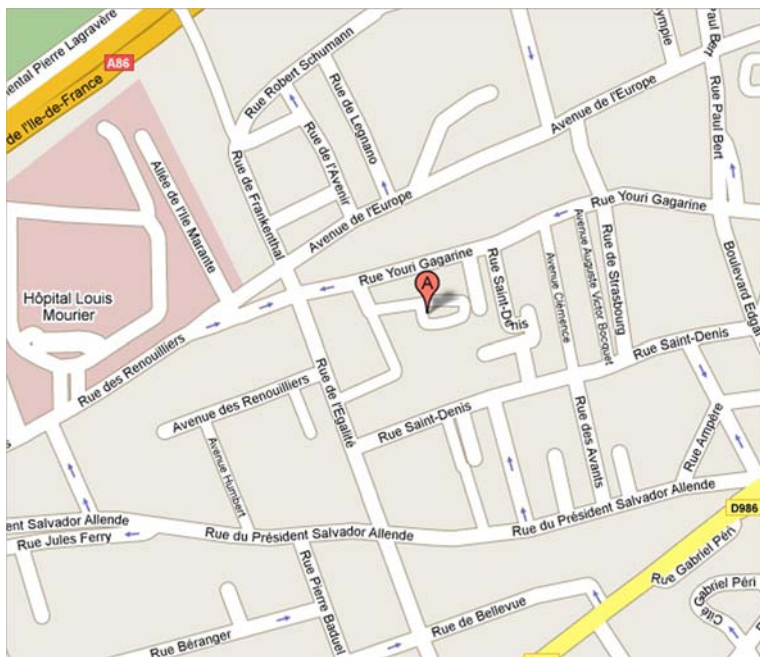 ental Pierre Lagravère
A86
de l'Ile-de-France
Rue Robert Schumann
Rue de Legnano
Rue de l'Avenir
Rue de Frankenthal
Allée de l'Ile Marante
Avenue de l'Europe
Avenue de l'Europe
ympie
Paul Bert
Rue Paul Bert
Rue Youri Gagarine
Rue Youri Gagarine
A
Hôpital Louis
Mourier
Rue Saint-Denis
Avenue Clémence
Avenue Auguste Victor Bocquet
Rue de Strasbourg
Boulevard Edgar
Rue des Renouilliers
Avenue des Renouilliers
Rue de l'Egalité
Rue Saint-Denis
Rue Saint-Denis
Avenue Humbert
Rue des Avants
Rue Ampère
ent Salvador Allende
Rue Jules Ferry
Rue du Président Salvador Allende
Rue du Président Salvador Allende
D986
Rue Gabriel Péri
Cité Gabriel Péri
Rue Pierre Baduel
Rue Béranger
Rue de Bellevue